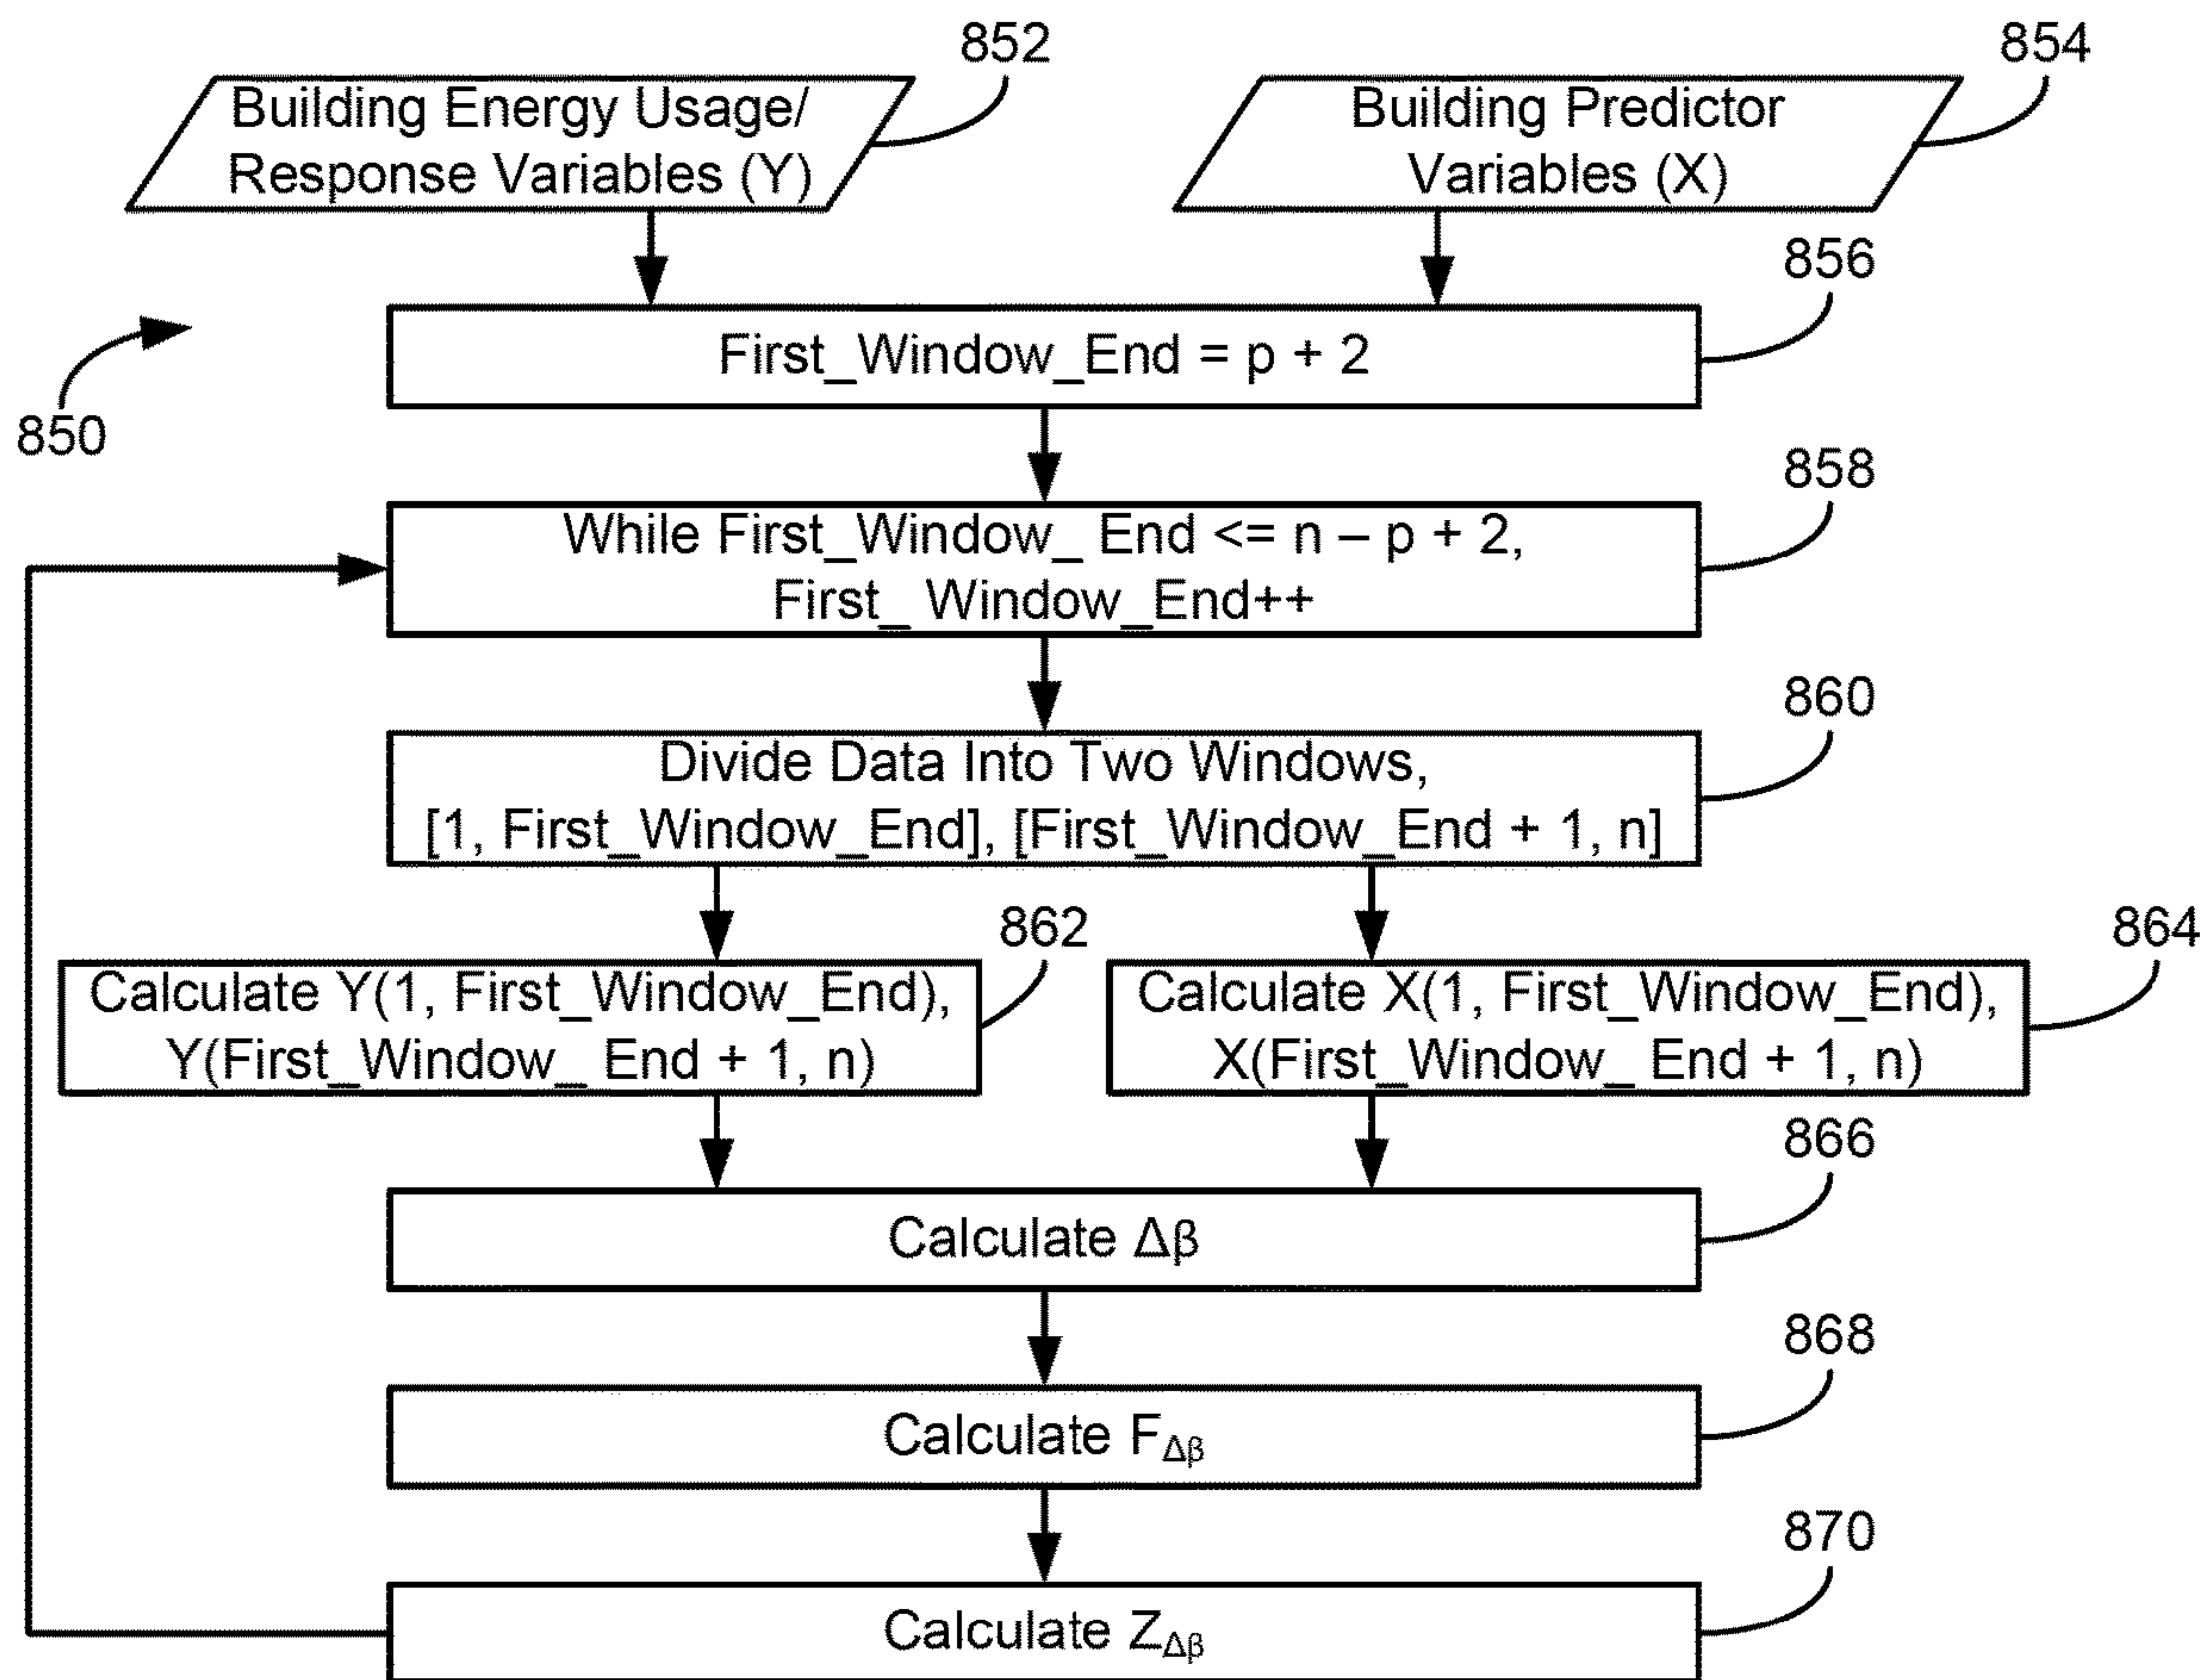 852
854
Building Energy Usage/
Response Variables (Y)
Building Predictor
Variables (X)
856
First_Window_End = p + 2
850
858
While First_Window_ End <= n – p + 2,
First_ Window_End++
860
Divide Data Into Two Windows,
[1, First_Window_End], [First_Window_End + 1, n]
862
864
Calculate Y(1, First_Window_End),
Y(First_Window_ End + 1, n)
Calculate X(1, First_Window_End),
X(First_Window_ End + 1, n)
866
Calculate Δβ
868
Calculate F_Δβ
870
Calculate Z_Δβ